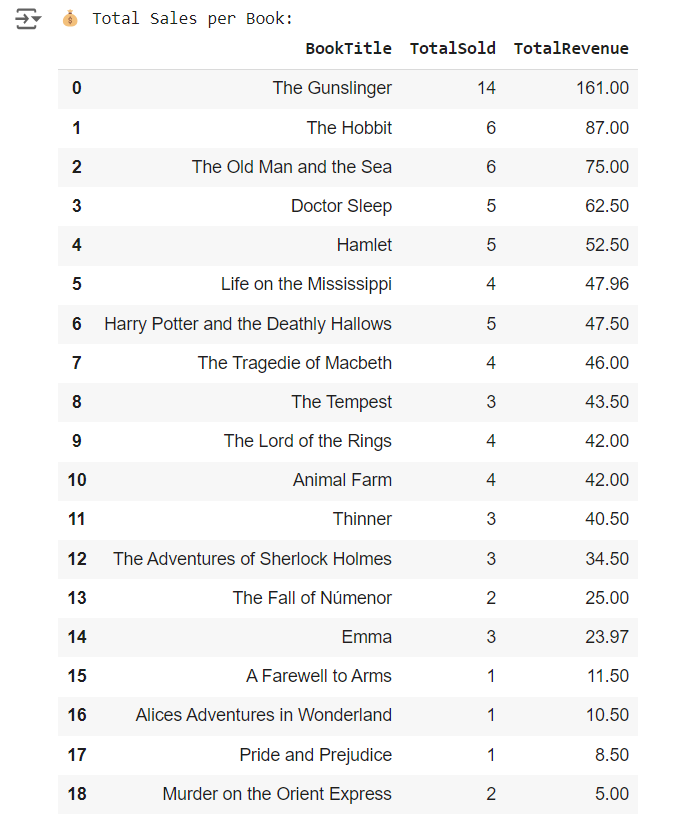 💰 Total Sales per Book:
BookTitle TotalSold TotalRevenue
0 The Gunslinger 14 161.00
1 The Hobbit 6 87.00
2 The Old Man and the Sea 6 75.00
3 Doctor Sleep 5 62.50
4 Hamlet 5 52.50
5 Life on the Mississippi 4 47.96
6 Harry Potter and the Deathly Hallows 5 47.50
7 The Tragedie of Macbeth 4 46.00
8 The Tempest 3 43.50
9 The Lord of the Rings 4 42.00
10 Animal Farm 4 42.00
11 Thinner 3 40.50
12 The Adventures of Sherlock Holmes 3 34.50
13 The Fall of Númenor 2 25.00
14 Emma 3 23.97
15 A Farewell to Arms 1 11.50
16 Alices Adventures in Wonderland 1 10.50
17 Pride and Prejudice 1 8.50
18 Murder on the Orient Express 2 5.00